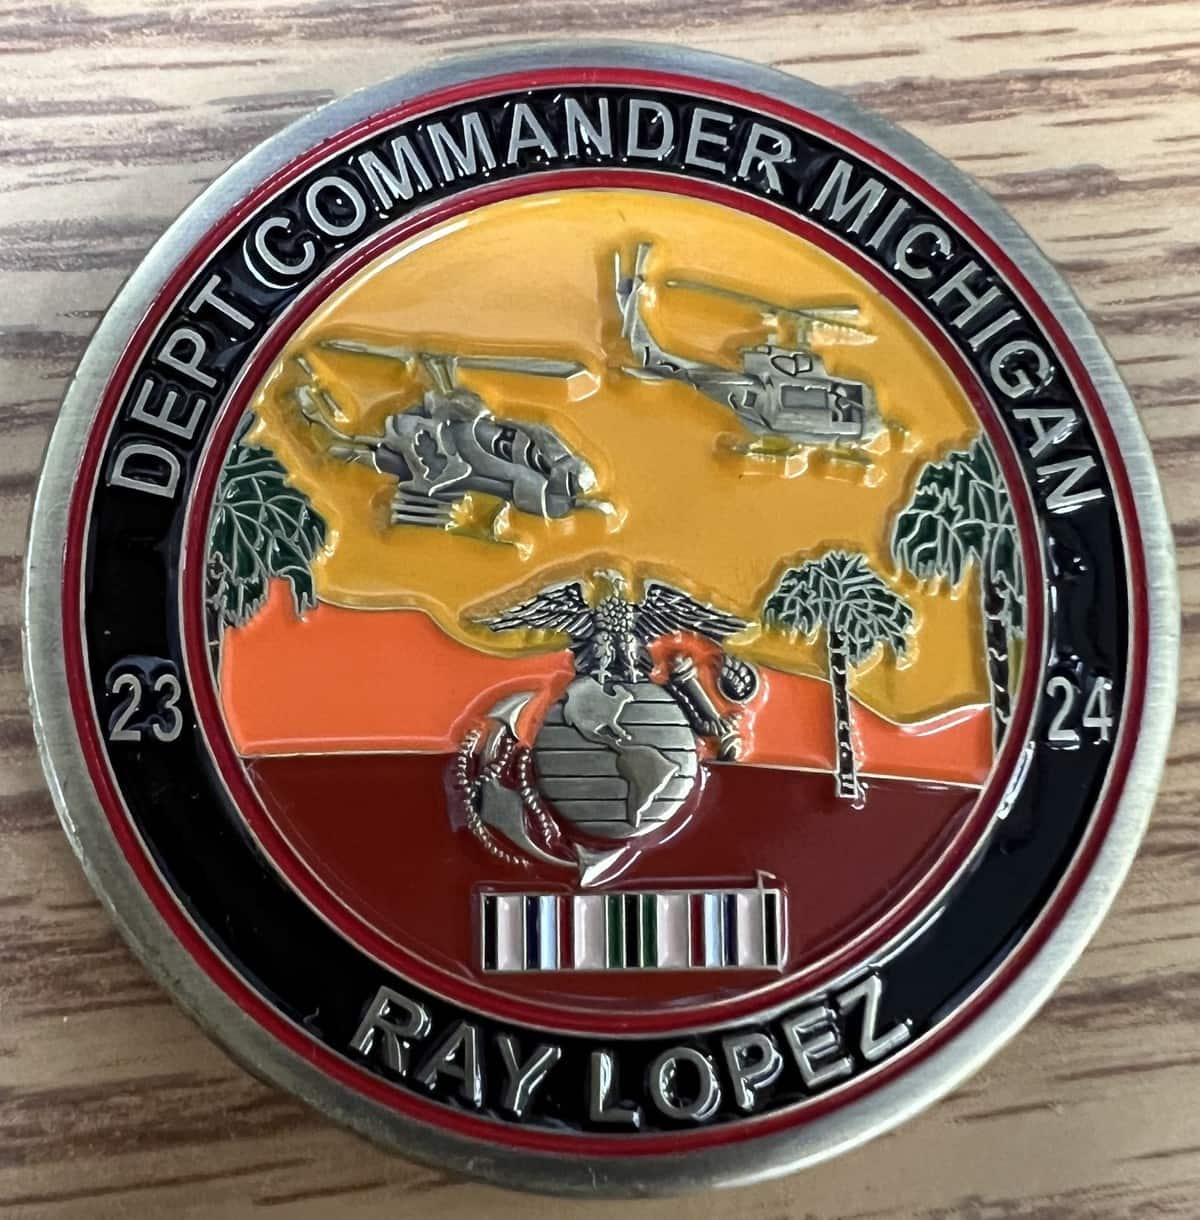 DEPT COMMANDER MICHIGAN
23
24
RAY LOPEZ